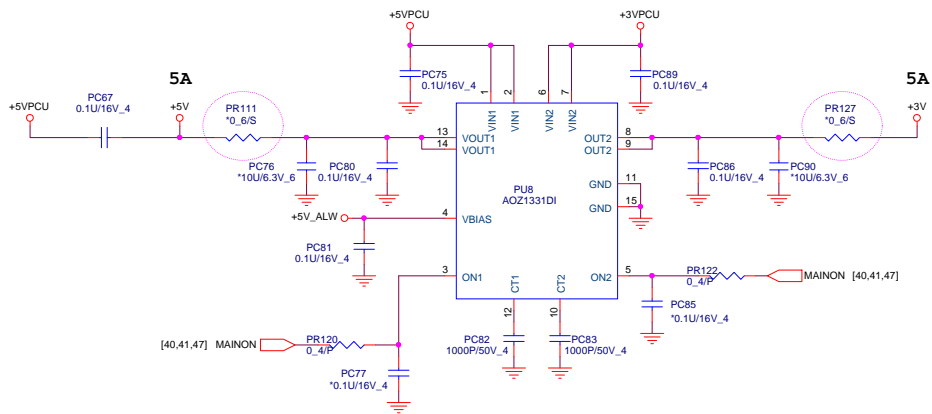 +5VPCU
+3VPCU
PC75
0.1U/16V_4
PC89
0.1U/16V_4
5A
5A
+5VPCU
PC67
0.1U/16V_4
+5V
PR111
*0_6/S
1
2
6
7
VIN1
VIN1
VIN2
VIN2
PR127
*0_6/S
+3V
13
14
VOUT1
VOUT1
OUT2
OUT2
8
9
PC76
*10U/6.3V_6
PC80
0.1U/16V_4
PC86
0.1U/16V_4
PC90
*10U/6.3V_6
PU8
AOZ1331DI
GND
11
GND
15
+5V_ALW
4
VBIAS
PC81
0.1U/16V_4
3
ON1
CT1
CT2
ON2
5
PR122
0_4/P
MAINON [40,41,47]
PC85
*0.1U/16V_4
12
10
PC82
1000P/50V_4
PC83
1000P/50V_4
[40,41,47] MAINON
PR120
0_4/P
PC77
*0.1U/16V_4